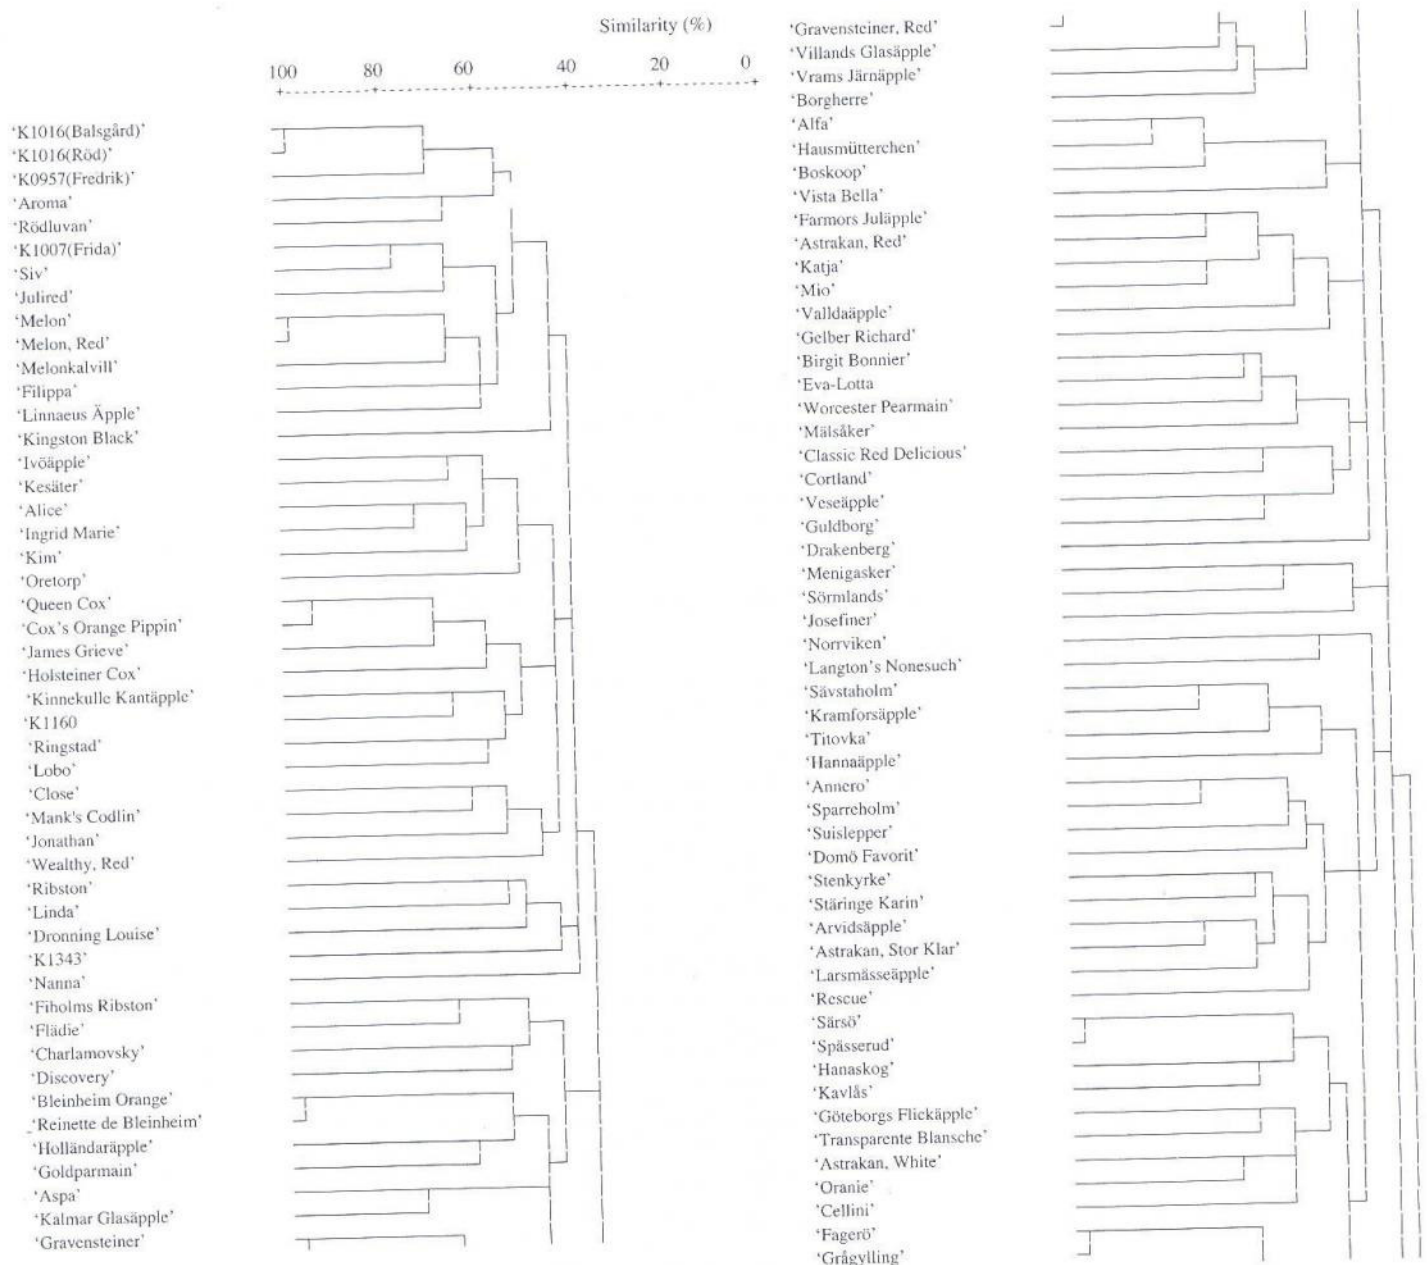 Similarity (%)
100 80 60 40 20 0
‘K1016(Balsgård)’
‘K1016(Röd)’
‘K0957(Fredrik)’
‘Aroma’
‘Rödluvan’
‘K1007(Frida)’
‘Siv’
‘Julired’
‘Melon’
‘Melon, Red’
‘Melonkalvill’
‘Filippa’
‘Linnaeus Äpple’
‘Kingston Black’
‘Ivöäpple’
‘Kesäter’
‘Alice’
‘Ingrid Marie’
‘Kim’
‘Oretorp’
‘Queen Cox’
‘Cox’s Orange Pippin’
‘James Grieve’
‘Holsteiner Cox’
‘Kinnekulle Kantäpple’
‘K1160
‘Ringstad’
‘Lobo’
‘Close’
‘Mank's Codlin’
‘Jonathan’
‘Wealthy, Red’
‘Ribston’
‘Linda’
‘Dronning Louise’
‘K1343’
‘Nanna’
‘Fiholms Ribston’
‘Flädie’
‘Charlamovsky’
‘Discovery’
‘Bleinheim Orange’
‘Reinette de Bleinheim’
‘Holländaräpple’
‘Goldparmain’
‘Aspa’
‘Kalmar Glasäpple’
‘Gravensteiner’
‘Gravensteiner, Red’
‘Villands Glasäpple’
‘Vrams Järnäpple’
‘Borgherre’
‘Alfa’
‘Hausmütterchen’
‘Boskoop’
‘Vista Bella’
‘Farmors Juläpple’
‘Astrakan, Red’
‘Katja’
‘Mio’
‘Valldaäpple’
‘Gelber Richard’
‘Birgit Bonnier’
‘Eva-Lotta
‘Worcester Pearmain’
‘Mälsåker’
‘Classic Red Delicious’
‘Cortland’
‘Veseäpple’
‘Guldborg’
‘Drakenberg’
‘Menigasker’
‘Sörmlands’
‘Josefiner’
‘Norrviken’
‘Langton’s Nonesuch’
‘Sävstaholm’
‘Kramforsäpple’
‘Titovka’
‘Hannaäpple’
‘Annero’
‘Sparreholm’
‘Suislepper’
‘Domö Favorit’
‘Stenkyrke’
‘Stäringe Karin’
‘Arvidsäpple’
‘Astrakan, Stor Klar’
‘Larsmässeäpple’
‘Rescue’
‘Särsö’
‘Spässerud’
‘Hanaskog’
‘Kavlås’
‘Göteborgs Flickäpple’
‘Transparente Blansche’
‘Astrakan, White’
‘Oranie’
‘Cellini’
‘Fagerö’
‘Grågylling’